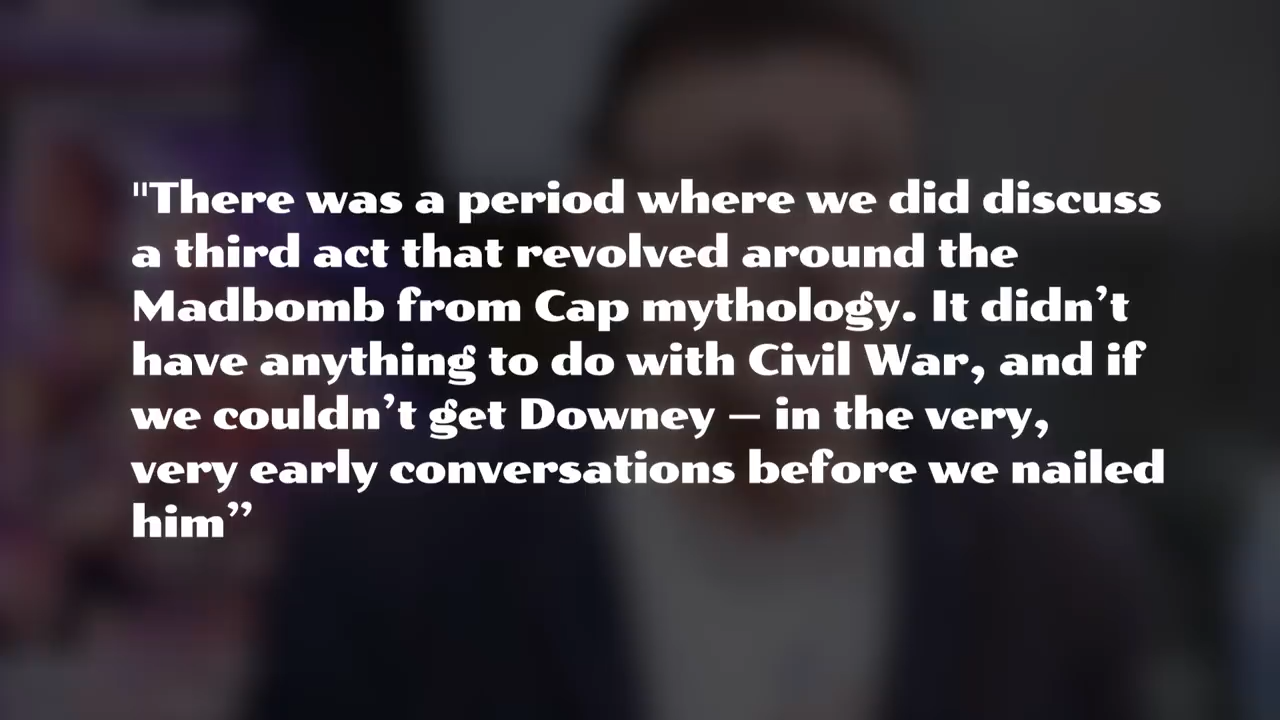 "There was a period where we did discuss
a third act that revolved around the
Madbomb from Cap mythology. It didn’t
have anything to do with Civil War, and if
we couldn’t get Downey — in the very,
very early conversations before we nailed
him”